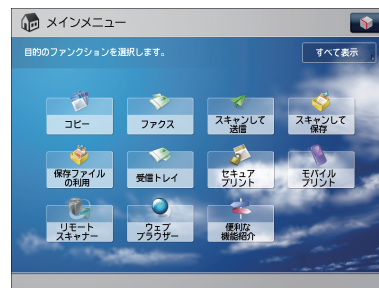 メインメニュー
目的のファンクションを選択します。
すべて表示
コピー
ファクス
スキャンして
送信
スキャンして
保存
保存ファイル
の利用
受信トレイ
セキュア
プリント
モバイル
プリント
リモート
スキャナー
ウェブ
ブラウザー
便利な
機能紹介